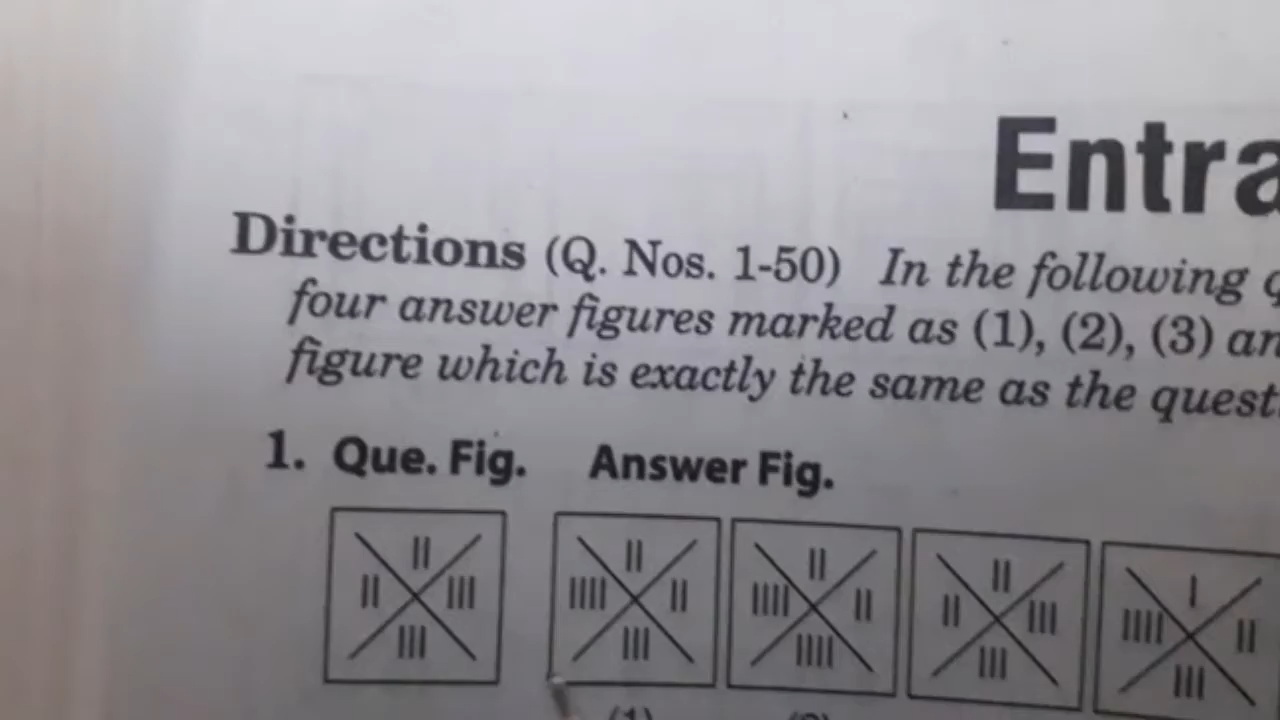 Entra
Directions (Q. Nos. 1-50) In the following
four answer figures marked as (1), (2), (3) an
figure which is exactly the same as the quest
1. Que. Fig. Answer Fig.